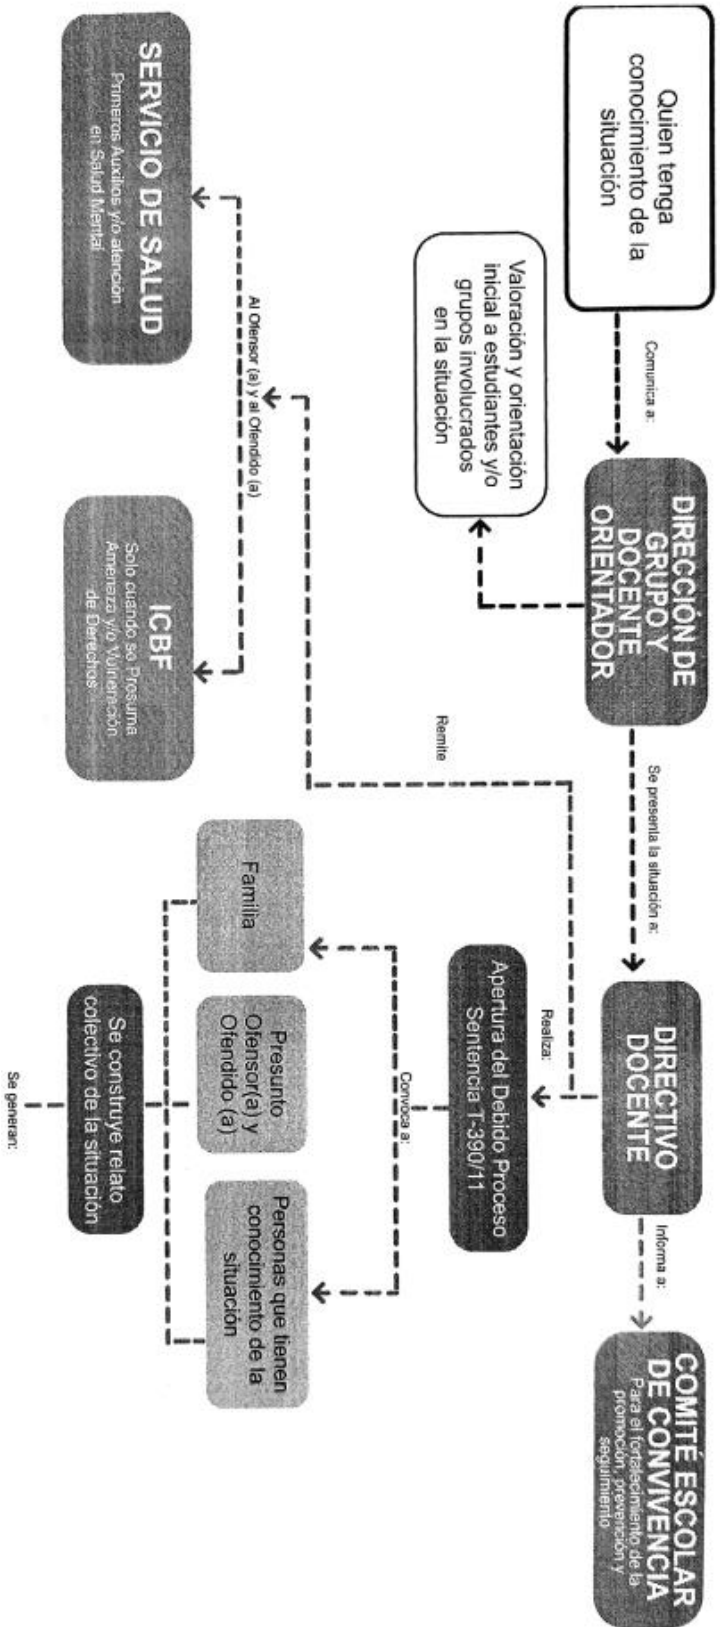 Quien tenga
conocimiento de la
situación
Comunica a:
DIRECCIÓN DE
GRUPO Y
DOCENTE
ORIENTADOR
Se presenta la situación a:
DIRECTIVO
DOCENTE
Informa a:
COMITÉ ESCOLAR
DE CONVIVENCIA
Para el fortalecimiento de la
promoción, prevención y
seguimiento
Valoración y orientación
inicial a estudiantes y/o
grupos involucrados
en la situación
Remite
Realiza:
Apertura del Debido Proceso
Sentencia 1-390/11
Al Ofensor (a) y al Ofendido (a)
Convoca a:
SERVICIO DE SALUD
Primeros Auxilios y/o atención
en Salud Mental
ICBF
Solo cuando se Presuma
Amenaza y/o Vulneración
de Derechos
Familia
Presunto
Ofensor(a) y
Ofendido (a)
Personas que tienen
conocimiento de la
situación
Se construye relato
colectivo de la situación
Se generan: